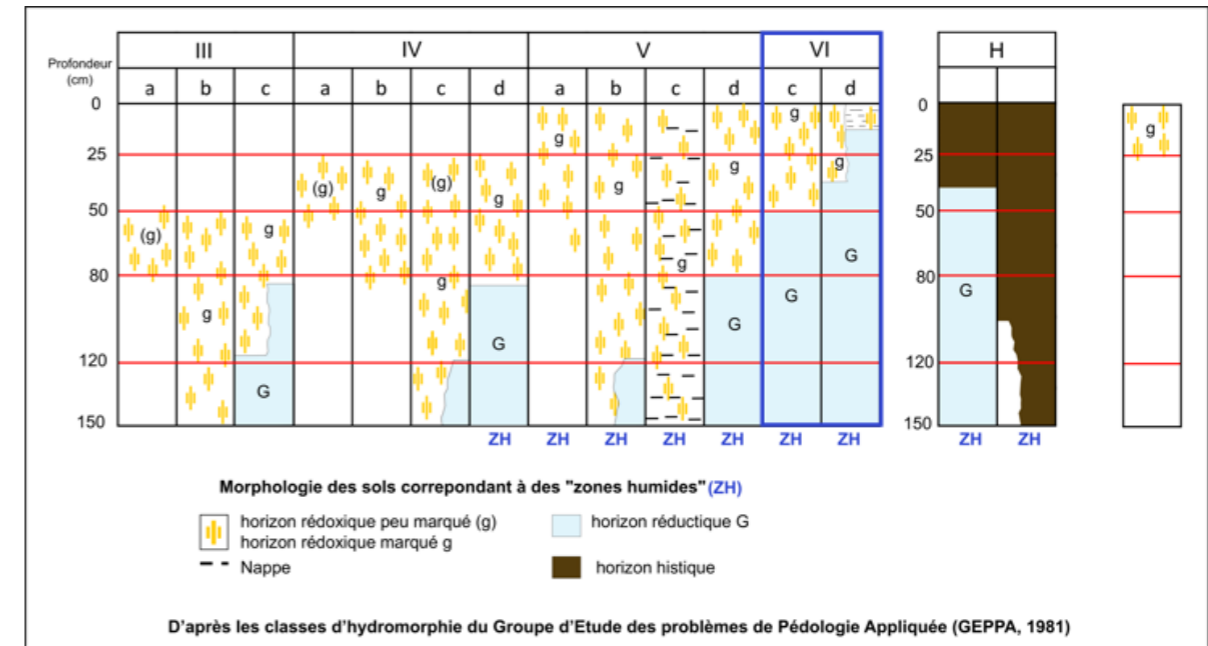 III IV V VI H
Profondeur
(cm)
a b c a b c d a b c d c d
0 0
g g
g g
25 25
(g) g (g) g g g g
50 50
(g) g g
80 80
g g G G G
g G G
120 120
G
150 150
ZH ZH ZH ZH ZH ZH ZH ZH ZH
Morphologie des sols correpondant à des "zones humides"(ZH)
horizon rédoxique peu marqué (g)
horizon rédoxique marqué g
horizon réductique G
Nappe
horizon histique
D'après les classes d'hydromorphie du Groupe d'Etude des problèmes de Pédologie Appliquée (GEPPA, 1981)